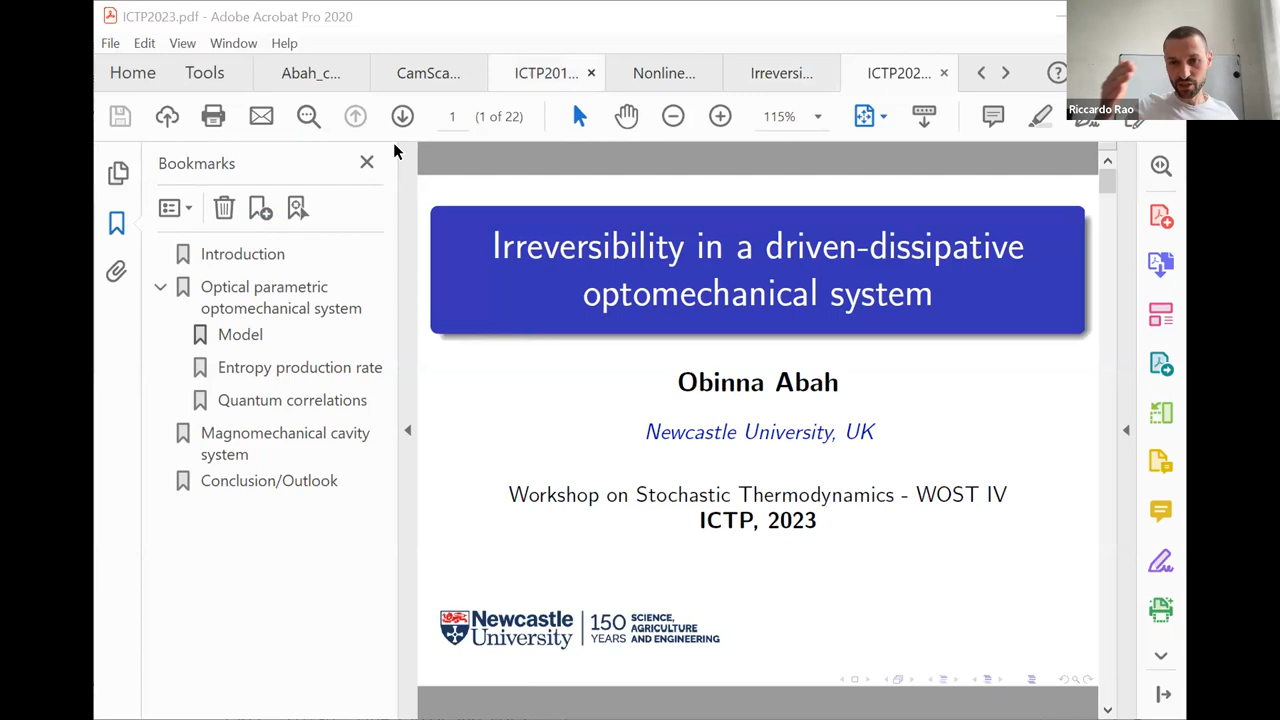 ICTP2023.pdf - Adobe Acrobat Pro 2020
File Edit View Window Help
Home Tools Abah_c... CamSca... ICTP201... Nonline... Irreversi... ICTP202...
1 (1 of 22) 115%
Riccardo Rao
Bookmarks
Introduction
Optical parametric
optomechanical system
Model
Entropy production rate
Quantum correlations
Magnomechanical cavity
system
Conclusion/Outlook
Irreversibility in a driven-dissipative
optomechanical system
Obinna Abah
Newcastle University, UK
Workshop on Stochastic Thermodynamics - WOST IV
ICTP, 2023
Newcastle
University
150
YEARS
SCIENCE,
AGRICULTURE
AND ENGINEERING